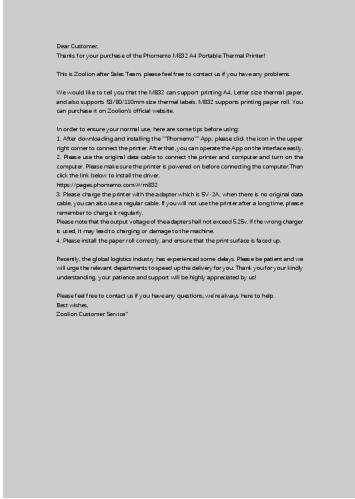 Dear Customer,
Thanks for your purchase of the Phomemo M832 A4 Portable Thermal Printer!
This is Zoolion after Sales Team, please feel free to contact us if you have any problems.
We would like to tell you that the M832 can support printing A4, Letter size thermal paper,
and also supports 53/80/110mm size thermal labels. M832 supports printing paper roll. You
can purchase it on Zoolion's official website.
In order to ensure your normal use, here are some tips before using:
1. After downloading and installing the ""Phomemo"" App, please click the icon in the upper
right corner to connect the printer. After that, you can operate the App on the interface easily.
2. Please use the original data cable to connect the printer and computer and turn on the
computer. Please make sure the printer is powered on before connecting the computer.Then
click the link below to install the driver.
https://pages.phomemo.com/#/m832
3. Please charge the printer with the adapter which is 5V⎓2A, when there is no original data
cable, you can also use a regular cable. If you will not use the printer after a long time, please
remember to charge it regularly.
Please note that the output voltage of the adapter shall not exceed 5.25v. If the wrong charger
is used, it may lead to charging or damage to the machine.
4. Please install the paper roll correctly, and ensure that the print surface is faced up.
Recently, the global logistics industry has experienced some delays. Please be patient and we
will urge the relevant departments to speed up the delivery for you. Thank you for your kindly
understanding, your patience and support will be highly appreciated by us!
Please feel free to contact us if you have any questions, we're always here to help.
Best wishes,
Zoolion Customer Service"